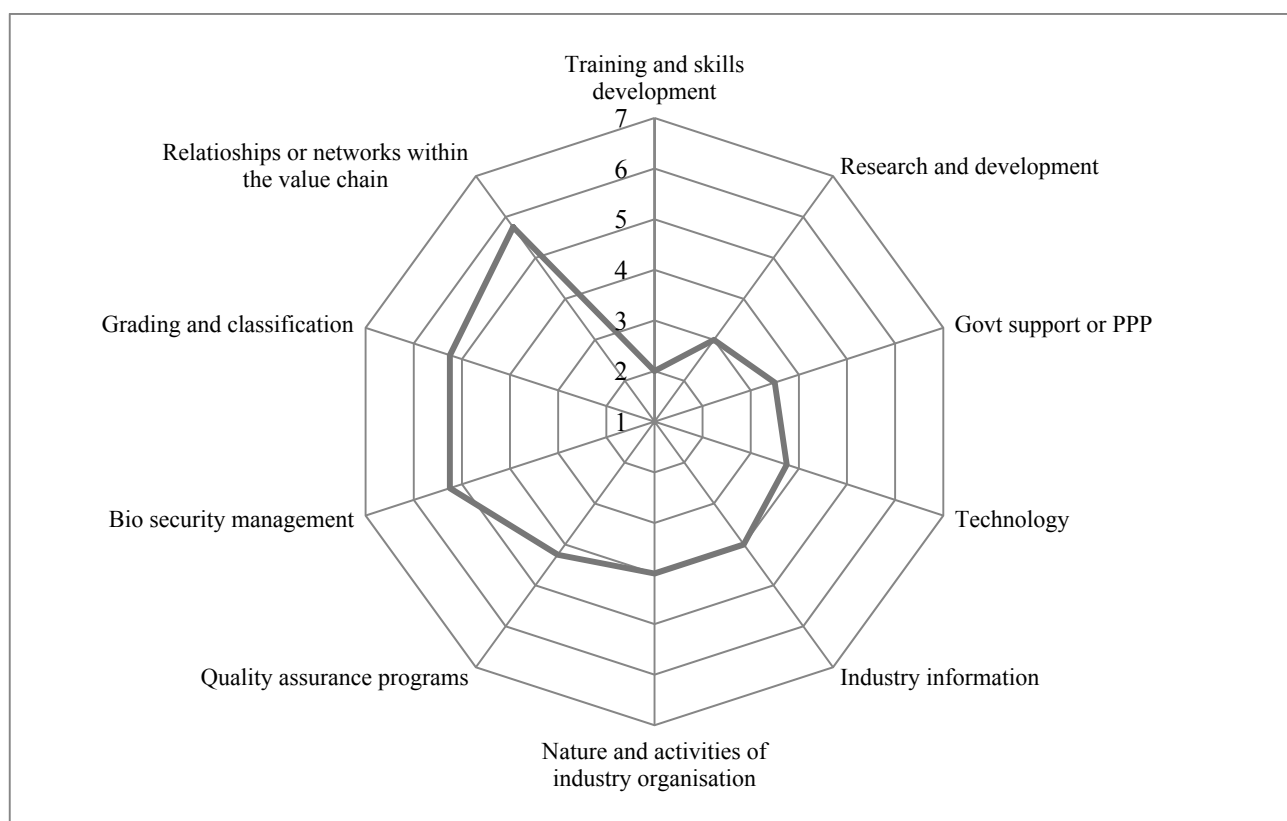 Training and skills
development
7
Relatioships or networks within
the value chain
Research and development
6
5
4
Grading and classification
Govt support or PPP
3
2
1
Bio security management
Technology
Quality assurance programs
Industry information
Nature and activities of
industry organisation